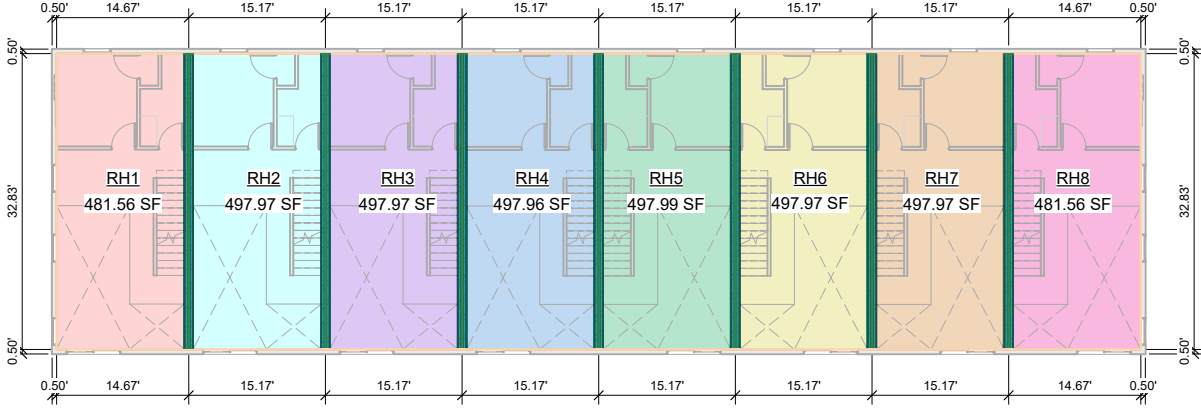 0.50' 14.67' 15.17' 15.17' 15.17' 15.17' 15.17' 15.17' 14.67' 0.50'
0.50' 0.50'
RH1 RH2 RH3 RH4 RH5 RH6 RH7 RH8
481.56 SF 497.97 SF 497.97 SF 497.96 SF 497.99 SF 497.97 SF 497.97 SF 481.56 SF
32.83' 32.83'
0.50' 0.50'
0.50' 14.67' 15.17' 15.17' 15.17' 15.17' 15.17' 15.17' 14.67' 0.50'